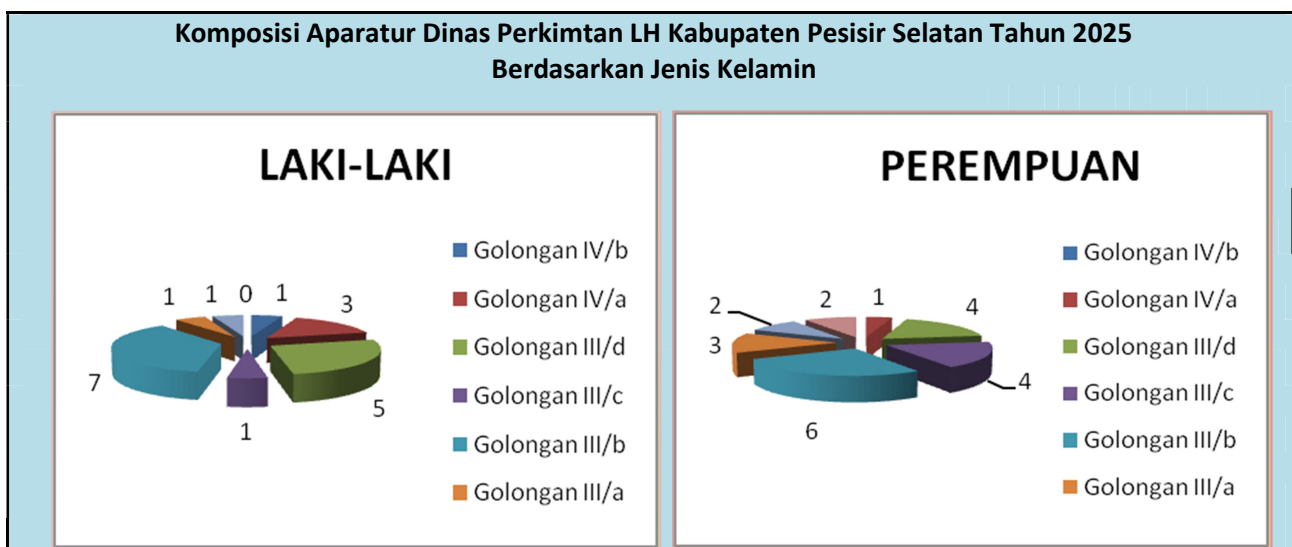 Komposisi Aparatur Dinas Perkimtan LH Kabupaten Pesisir Selatan Tahun 2025
Berdasarkan Jenis Kelamin
LAKI-LAKI
Golongan IV/b
Golongan IV/a
Golongan III/d
Golongan III/c
Golongan III/b
Golongan III/a
1
1
0
1
3
7
5
1
PEREMPUAN
Golongan IV/b
Golongan IV/a
Golongan III/d
Golongan III/c
Golongan III/b
Golongan III/a
2
2
1
4
3
4
6